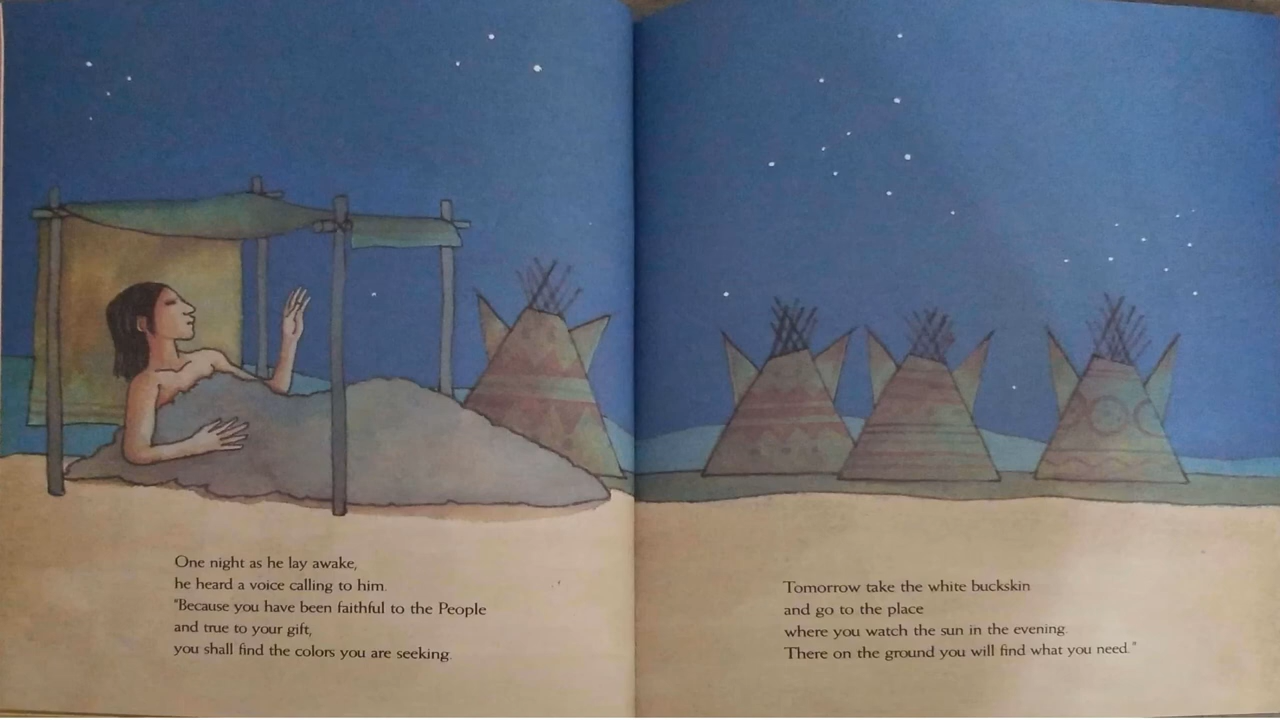 One night as he lay awake,
he heard a voice calling to him.
"Because you have been faithful to the People
and true to your gift,
you shall find the colors you are seeking.
Tomorrow take the white buckskin
and go to the place
where you watch the sun in the evening.
There on the ground you will find what you need."